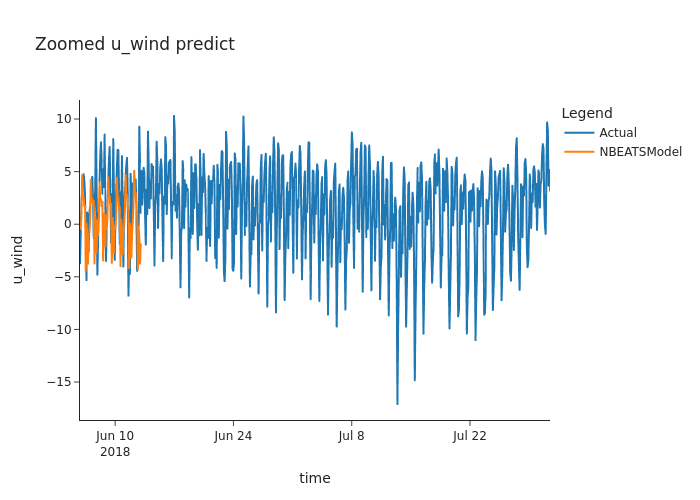 Zoomed u_wind predict
Legend
Actual
NBEATSModel
u_wind
10
5
0
−5
−10
−15
Jun 10
2018
Jun 24
Jul 8
Jul 22
time